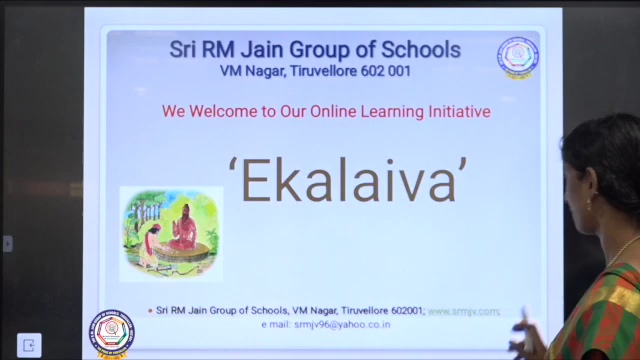 Sri RM Jain Group of Schools
VM Nagar, Tiruvellore 602 001
We Welcome to Our Online Learning Initiative
‘Ekalaiva’
• Sri RM Jain Group of Schools, VM Nagar, Tiruvellore 602001; www.srmjv.com;
e mail: srmjv96@yahoo.co.in